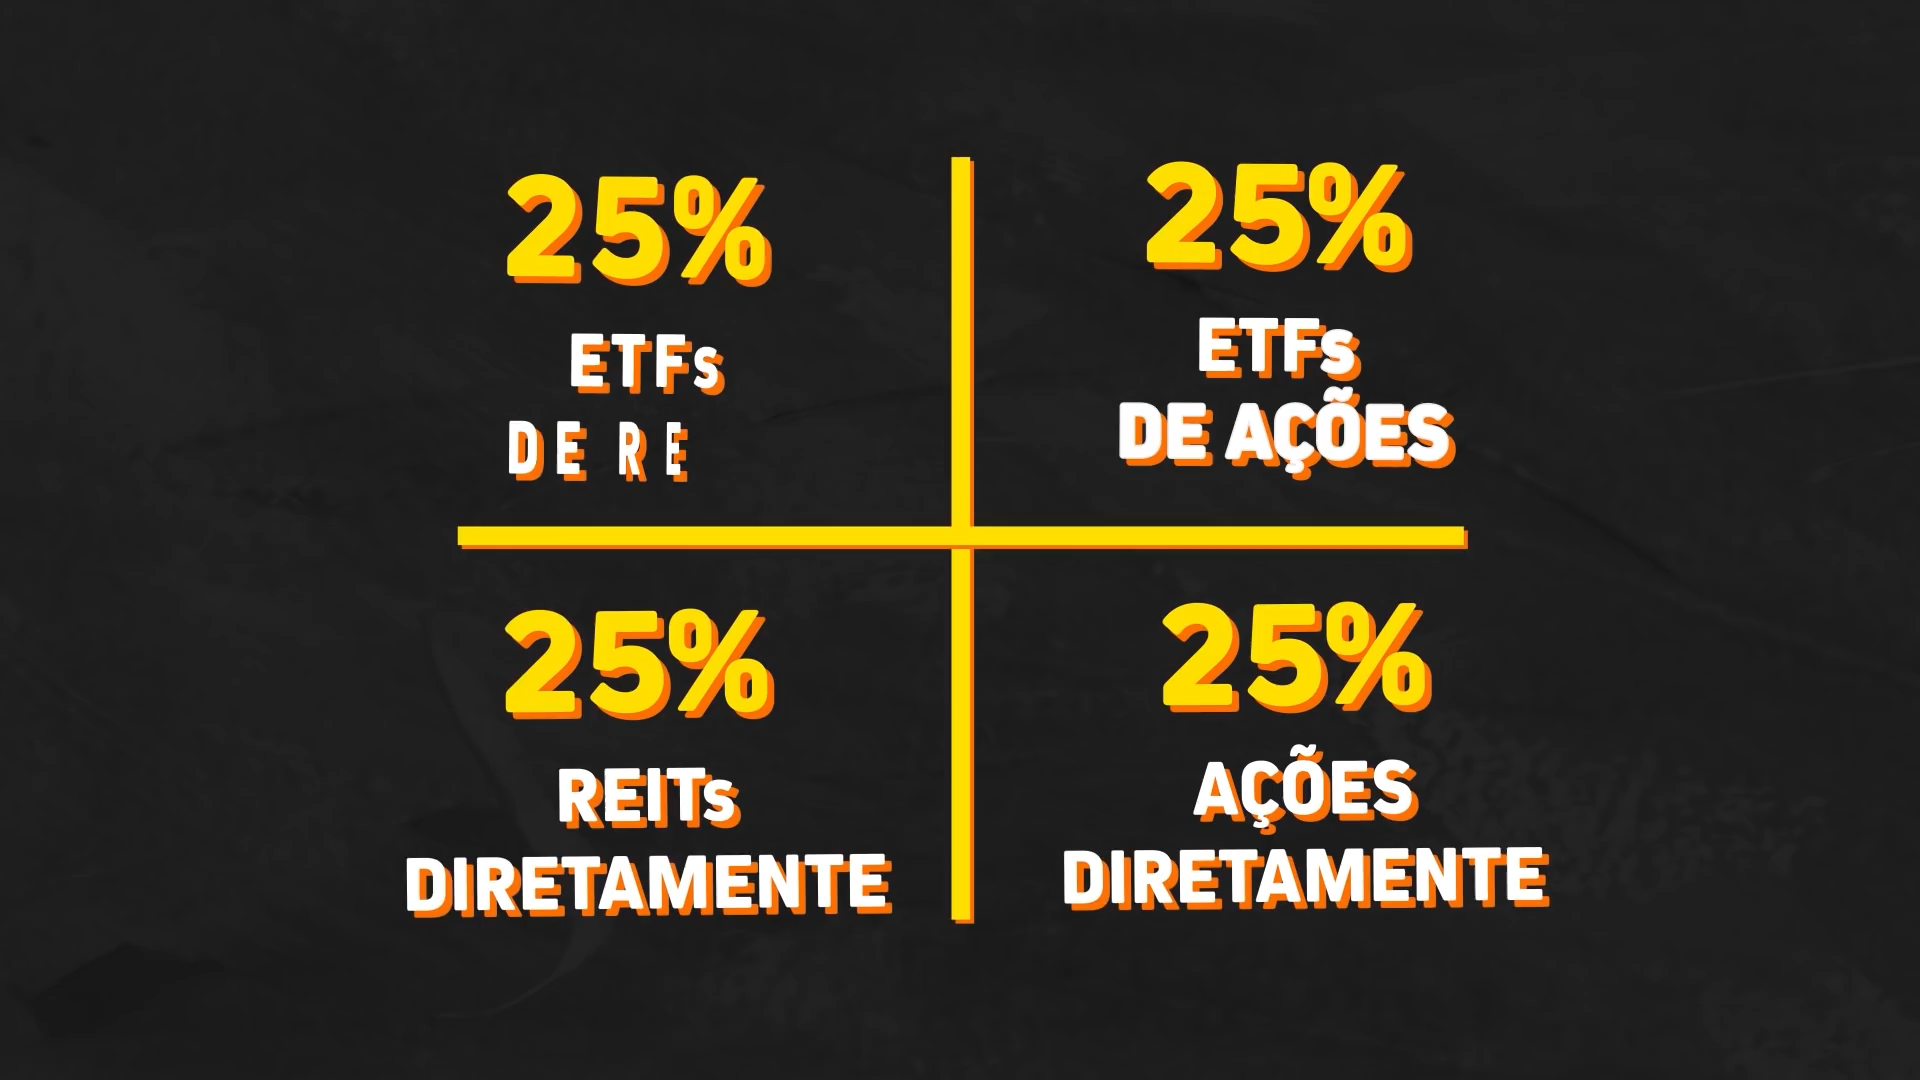 25%
ETFs
DE RE
25%
ETFs
DE AÇÕES
25%
REITs
DIRETAMENTE
25%
AÇÕES
DIRETAMENTE